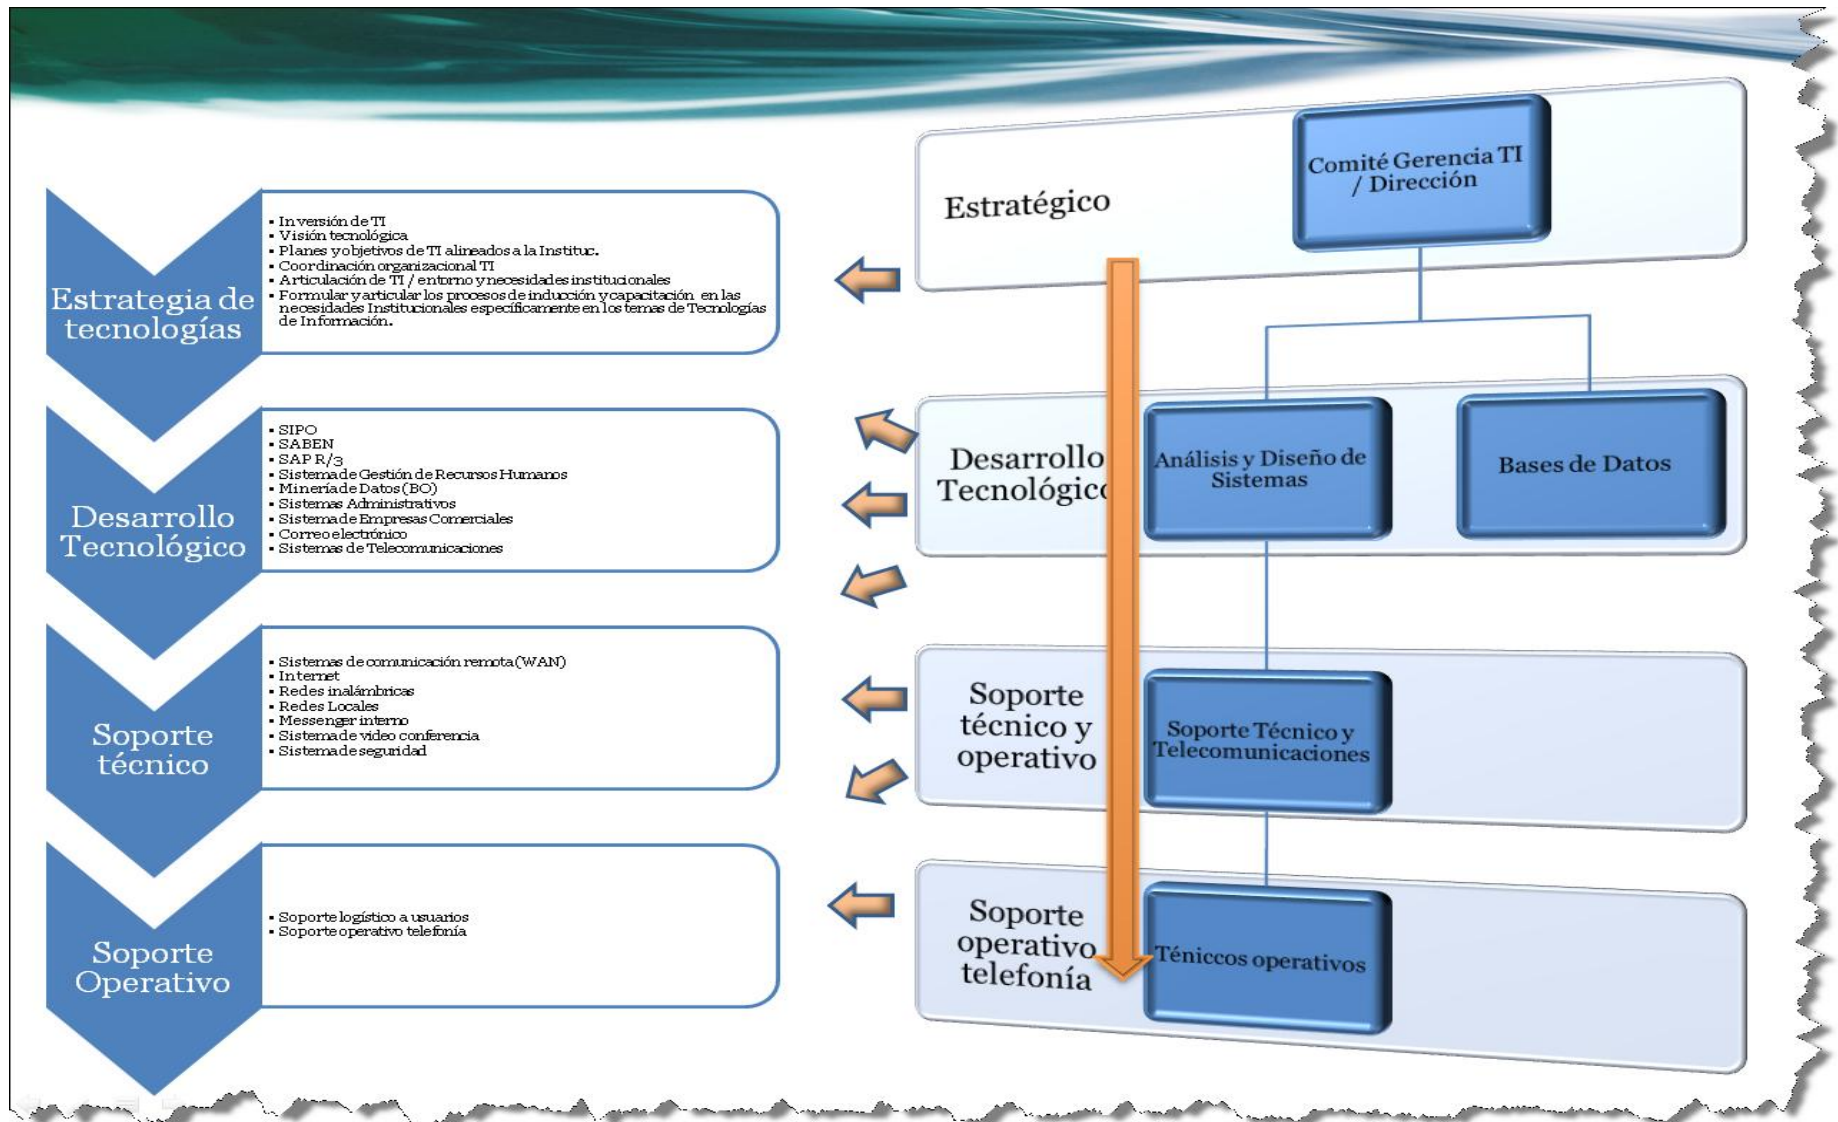 Estrategia de
tecnologías
▪ Inversión de TI
▪ Visión tecnológica
▪ Planes y objetivos de TI alineados a la Instituc.
▪ Coordinación organizacional TI
▪ Articulación de TI / entorno y necesidades institucionales
▪ Formular y articular los procesos de inducción y capacitación en las
necesidades Institucionales específicamente en los temas de Tecnologías
de Información.
Desarrollo
Tecnológico
▪ SIPO
▪ SABEN
▪ SAP R/3
▪ Sistema de Gestión de Recursos Humanos
▪ Minería de Datos (BO)
▪ Sistemas Administrativos
▪ Sistema de Empresas Comerciales
▪ Correo electrónico
▪ Sistemas de Telecomunicaciones
Soporte
técnico
▪ Sistemas de comunicación remota (WAN)
▪ Internet
▪ Redes inalámbricas
▪ Redes Locales
▪ Messenger interno
▪ Sistema de video conferencia
▪ Sistema de seguridad
Soporte
Operativo
▪ Soporte logístico a usuarios
▪ Soporte operativo telefonía
Estratégico
Comité Gerencia TI
/ Dirección
Desarrollo
Tecnológico
Análisis y Diseño de
Sistemas
Bases de Datos
Soporte
técnico y
operativo
Soporte Técnico y
Telecomunicaciones
Soporte
operativo
telefonía
Téniccos operativos